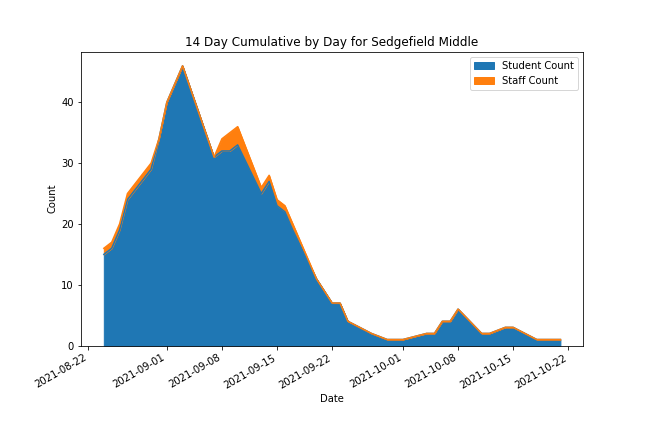 14 Day Cumulative by Day for Sedgefield Middle
Student Count
Staff Count
Count
40
30
20
10
0
2021-08-22
2021-09-01
2021-09-08
2021-09-15
2021-09-22
2021-10-01
2021-10-08
2021-10-15
2021-10-22
Date